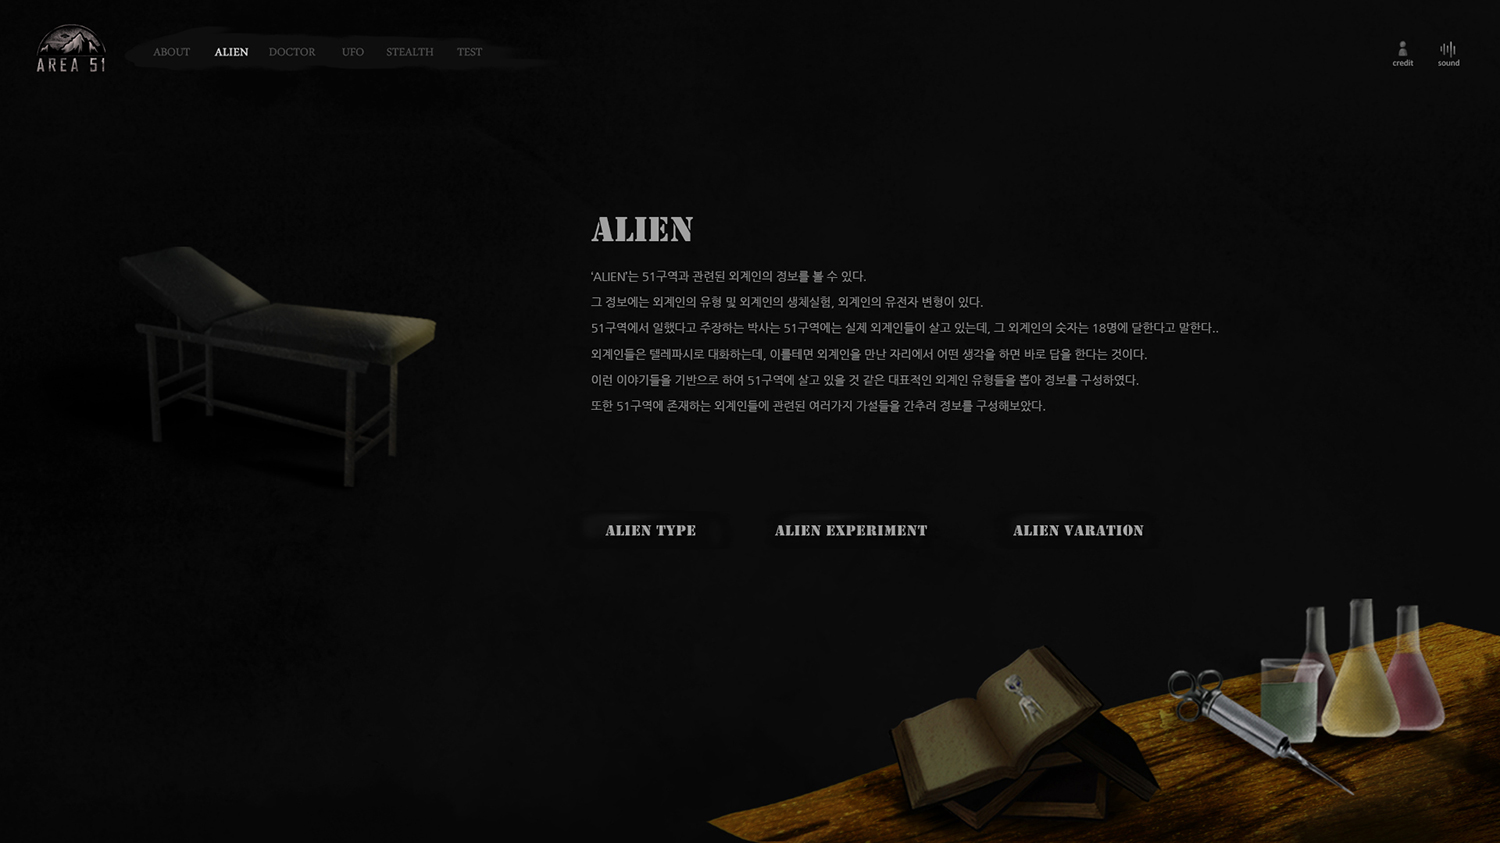 AREA 51
ABOUT ALIEN DOCTOR UFO STEALTH TEST
credit sound
ALIEN
'ALIEN'는 51구역과 관련된 외계인의 정보를 볼 수 있다.
그 정보에는 외계인의 유형 및 외계인의 생체실험, 외계인의 유전자 변형이 있다.
51구역에서 일했다고 주장하는 박사는 51구역에는 실제 외계인들이 살고 있는데, 그 외계인의 숫자는 18명에 달한다고 말한다..
외계인들은 텔레파시로 대화하는데, 이를테면 외계인을 만난 자리에서 어떤 생각을 하면 바로 답을 한다는 것이다.
이런 이야기들을 기반으로 하여 51구역에 살고 있을 것 같은 대표적인 외계인 유형들을 뽑아 정보를 구성하였다.
또한 51구역에 존재하는 외계인들에 관련된 여러가지 가설들을 간추려 정보를 구성해보았다.
ALIEN TYPE ALIEN EXPERIMENT ALIEN VARATION